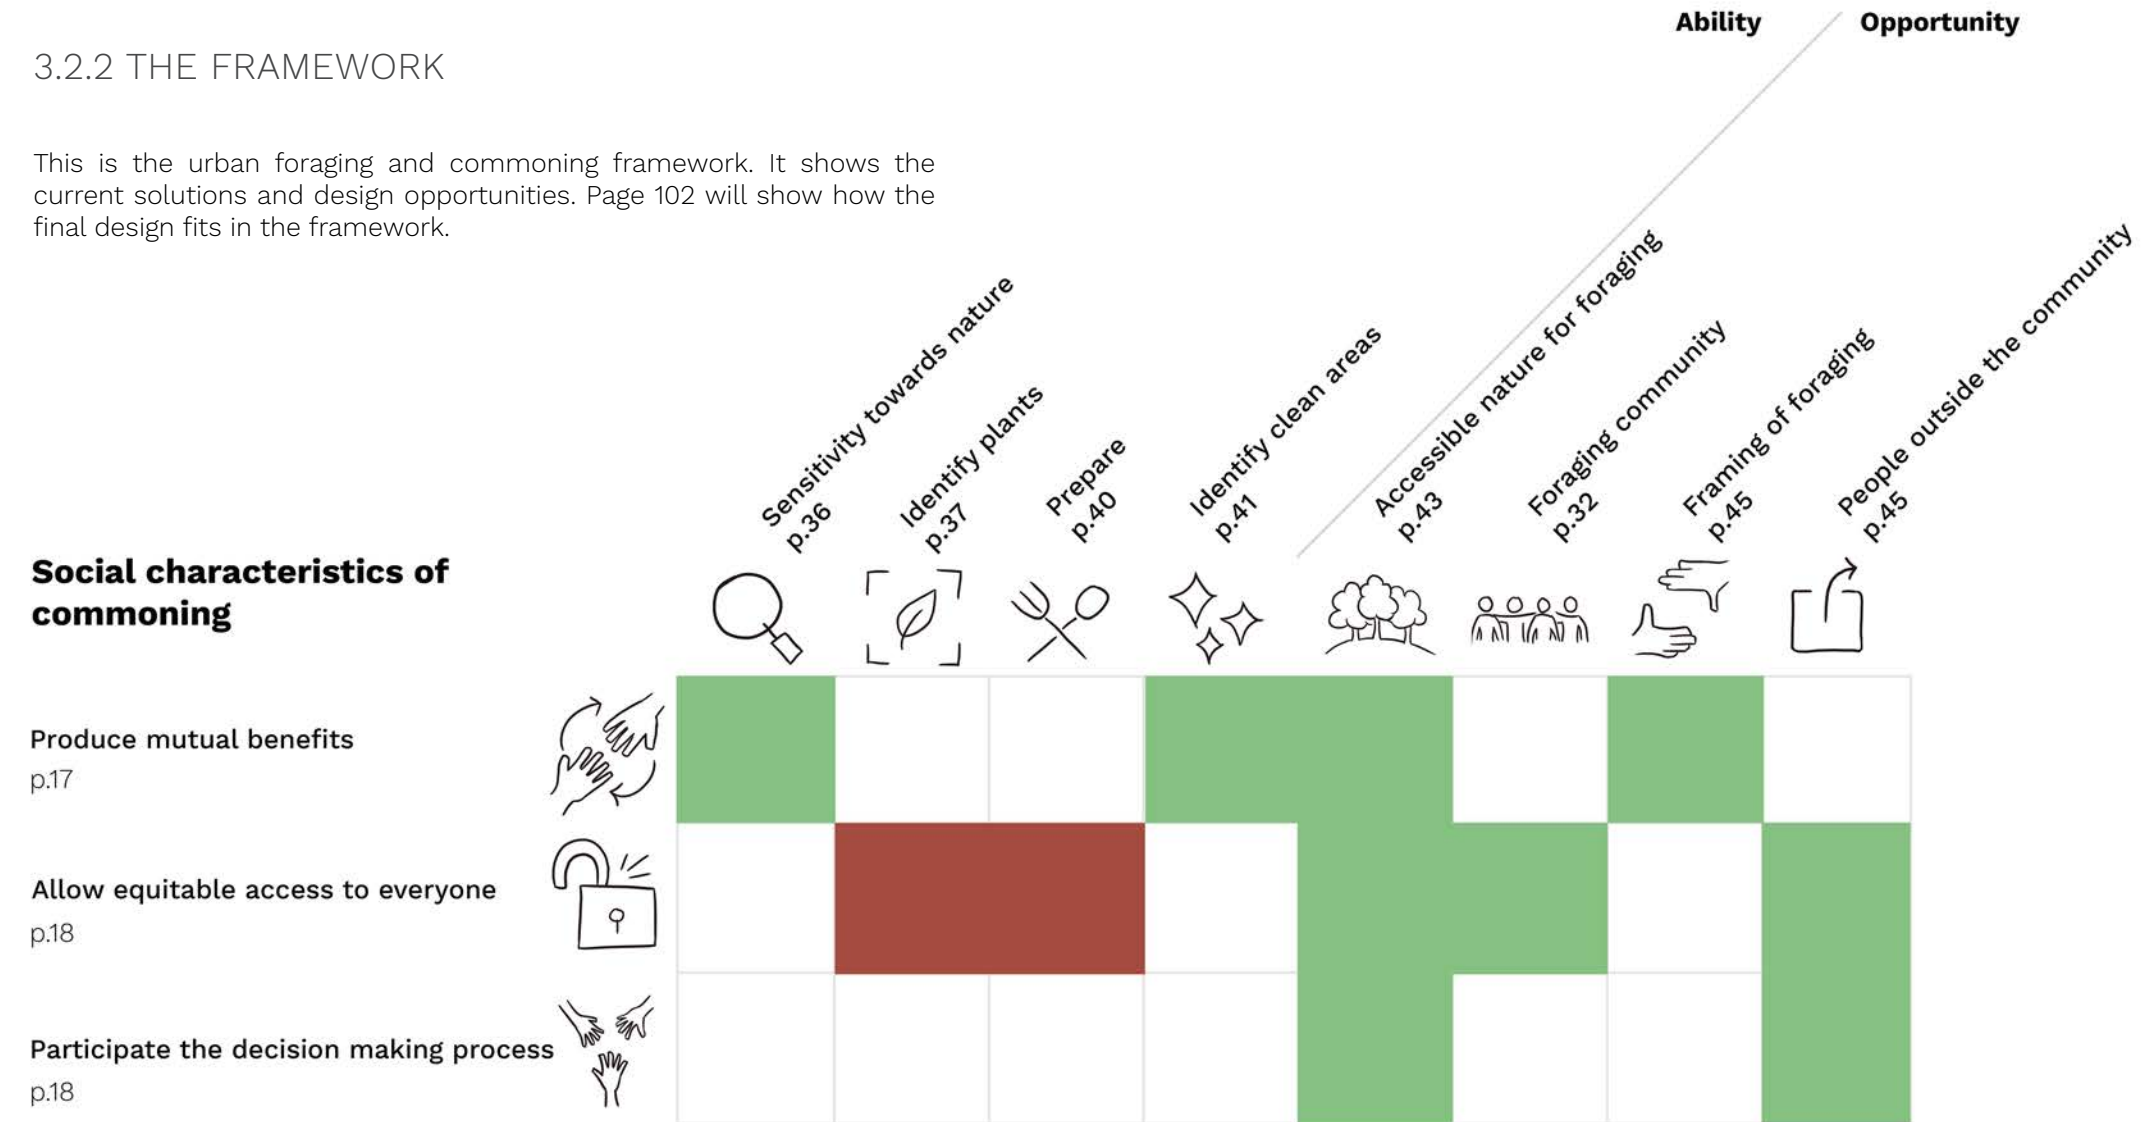 Ability
Opportunity
3.2.2 THE FRAMEWORK
This is the urban foraging and commoning framework. It shows the
current solutions and design opportunities. Page 102 will show how the
final design fits in the framework.
Sensitivity towards nature
p.36
Identify plants
p.37
Prepare
p.40
Identify clean areas
p.41
Accessible nature for foraging
p.43
Foraging community
p.32
Framing of foraging
p.45
People outside the community
p.45
Social characteristics of
commoning
Produce mutual benefits
p.17
Allow equitable access to everyone
p.18
Participate the decision making process
p.18